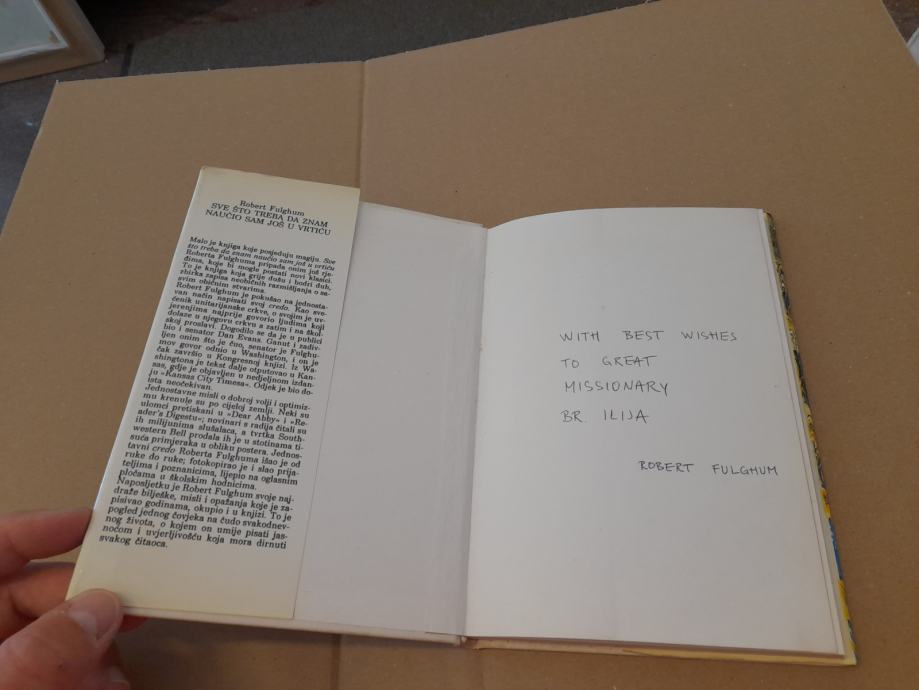 Robert Fulghum
SVE ŠTO TREBA DA ZNAM
NAUČIO SAM JOŠ U VRTIĆU
Malo je knjiga koje posjeduju magiju. Sve
što treba da znam naučio sam još u vrtiću
Roberta Fulghuma pripada onim još rje-
đima, koje bi mogle postati novi klasici.
To je knjiga koja grije dušu i bodri duh,
zbirka zapisa neobičnih razmišljanja o sa-
svim običnim stvarima.
Robert Fulghum je pokušao na jednosta-
van način napisati svoj credo. Kao sve-
ćenik unitarijanske crkve, o svojim je uv-
jerenjima najprije govorio ljudima koji
dolaze u njegovu crkvu a zatim i na škol-
skoj proslavi. Dogodilo se da je u publici
bio i senator Dan Evans. Ganut i zadiv-
ljen onim što je čuo, senator je Fulghu-
mov govor odnio u Washington, i on je
čak završio u Kongresnoj knjizi. Iz Wa-
shingtona je tekst dalje otputovao u Kan-
sas, gdje je objavljen u nedjeljnom izdan-
ju »Kansas City Timesa«. Odjek je bio do-
ista neočekivan.
Jednostavne misli o dobroj volji i optimiz-
mu krenule su po cijeloj zemlji. Neki su
ulomci pretiskani u »Dear Abby« i »Re-
ader's Digestu«; novinari s radija čitali su
ih milijunima slušalaca, a tvrtka South-
western Bell prodala ih je u stotinama ti-
suća primjeraka u obliku postera. Jednos-
tavni credo Roberta Fulghuma išao je od
ruke do ruke; fotokopirao je i slao prija-
teljima i poznanicima, lijepio na oglasnim
pločama u školskim hodnicima.
Naposljetku je Robert Fulghum svoje naj-
draže bilješke, misli i opažanja koje je za-
pisivao godinama, okupio i u knjizi. To je
pogled jednog čovjeka na čudo svakodnev-
nog života, o kojem on umije pisati jas-
noćom i uvjerljivošću koja mora dirnuti
svakog čitaoca.
WITH BEST WISHES
TO GREAT
MISSIONARY
BR. ILIJA
ROBERT FULGHUM